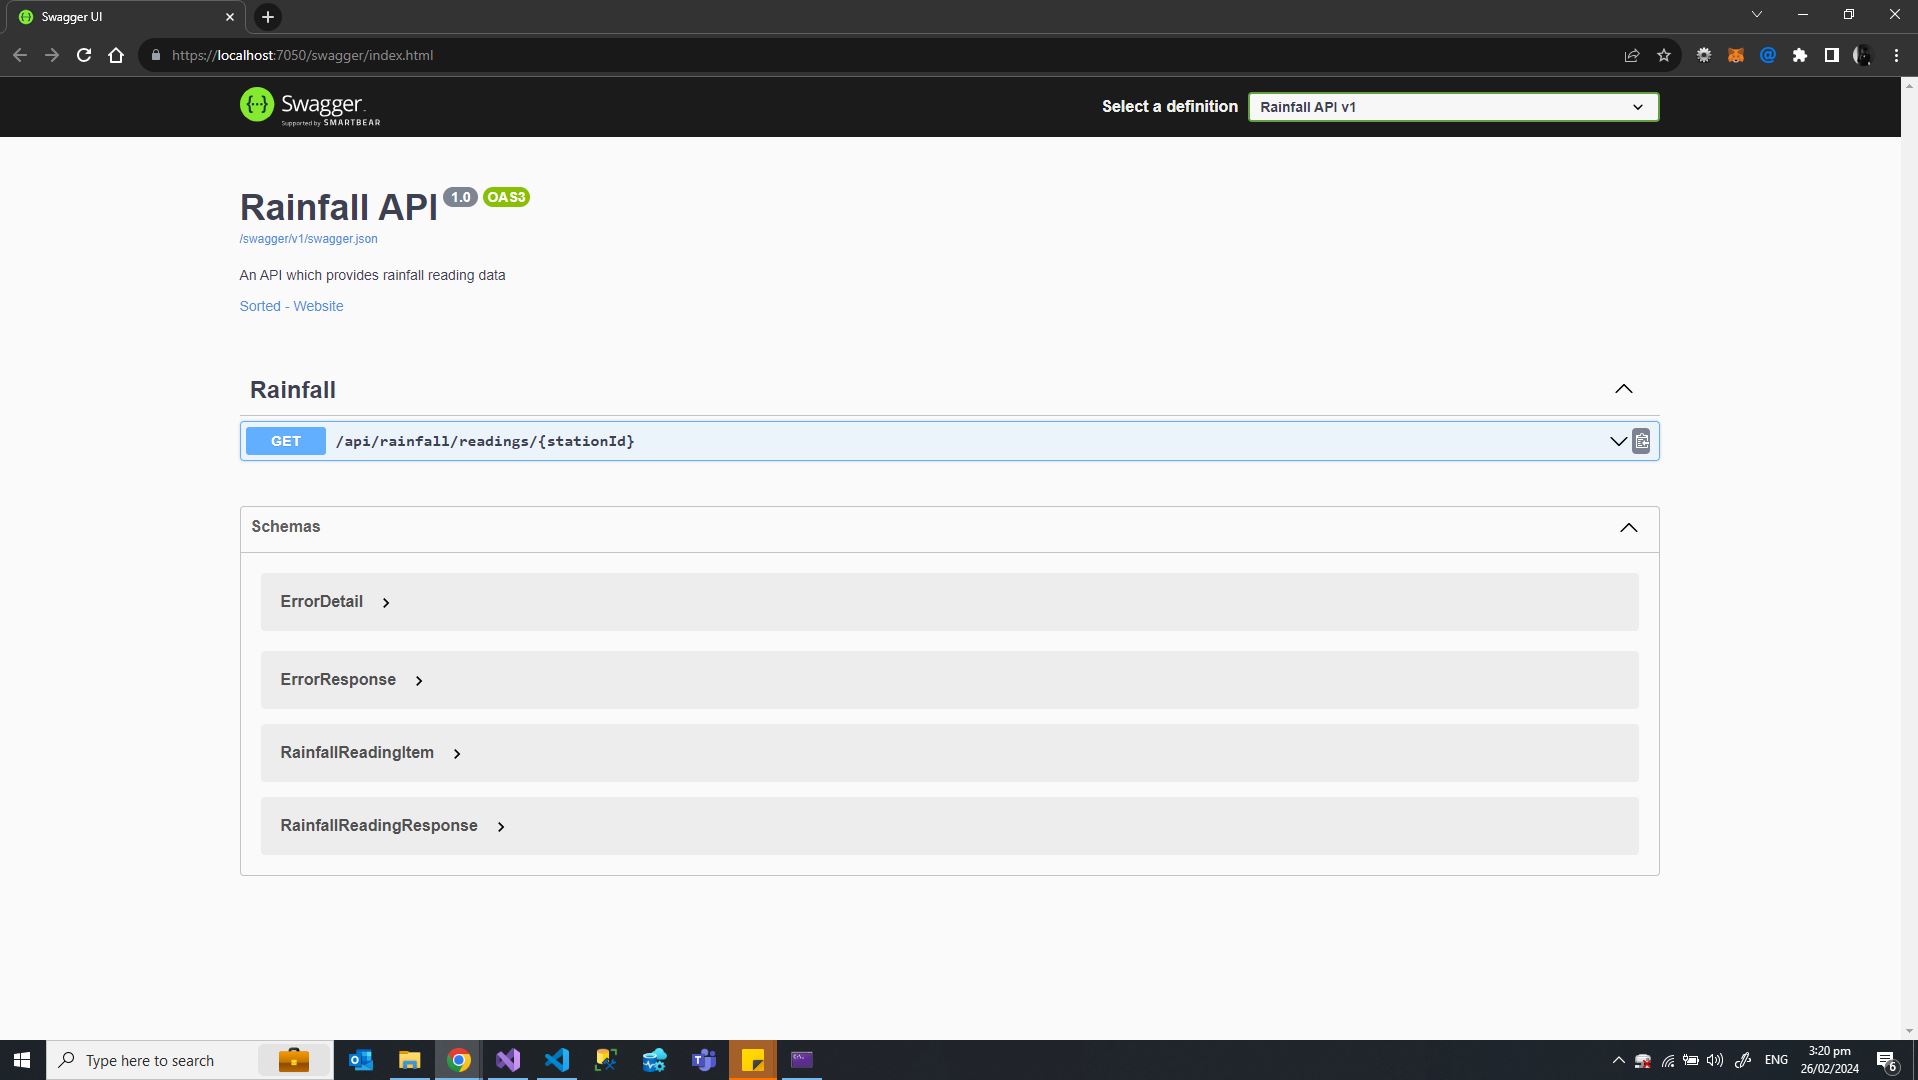 Swagger UI
https://localhost:7050/swagger/index.html
Swagger
Supported by SMARTBEAR
Select a definition
Rainfall API v1
Rainfall API 1.0 OAS3
/swagger/v1/swagger.json
An API which provides rainfall reading data
Sorted - Website
Rainfall
GET /api/rainfall/readings/{stationId}
Schemas
ErrorDetail
ErrorResponse
RainfallReadingItem
RainfallReadingResponse
Type here to search
ENG
3:20 pm
26/02/2024
6